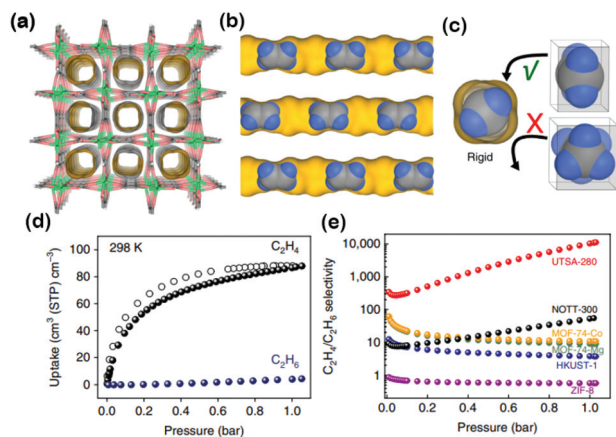 (a)
(b)
(c)
√
X
Rigid
(d)
298 K
C₂H₄
C₂H₆
Uptake (cm³ (STP) cm⁻³)
100
80
60
40
20
0
0.0 0.2 0.4 0.6 0.8 1.0
Pressure (bar)
(e)
C₂H₄/C₂H₆ selectivity
10,000
1,000
100
10
1
UTSA-280
NOTT-300
MOF-74-Co
MOF-74-Mg
HKUST-1
ZIF-8
0.0 0.2 0.4 0.6 0.8 1.0
Pressure (bar)